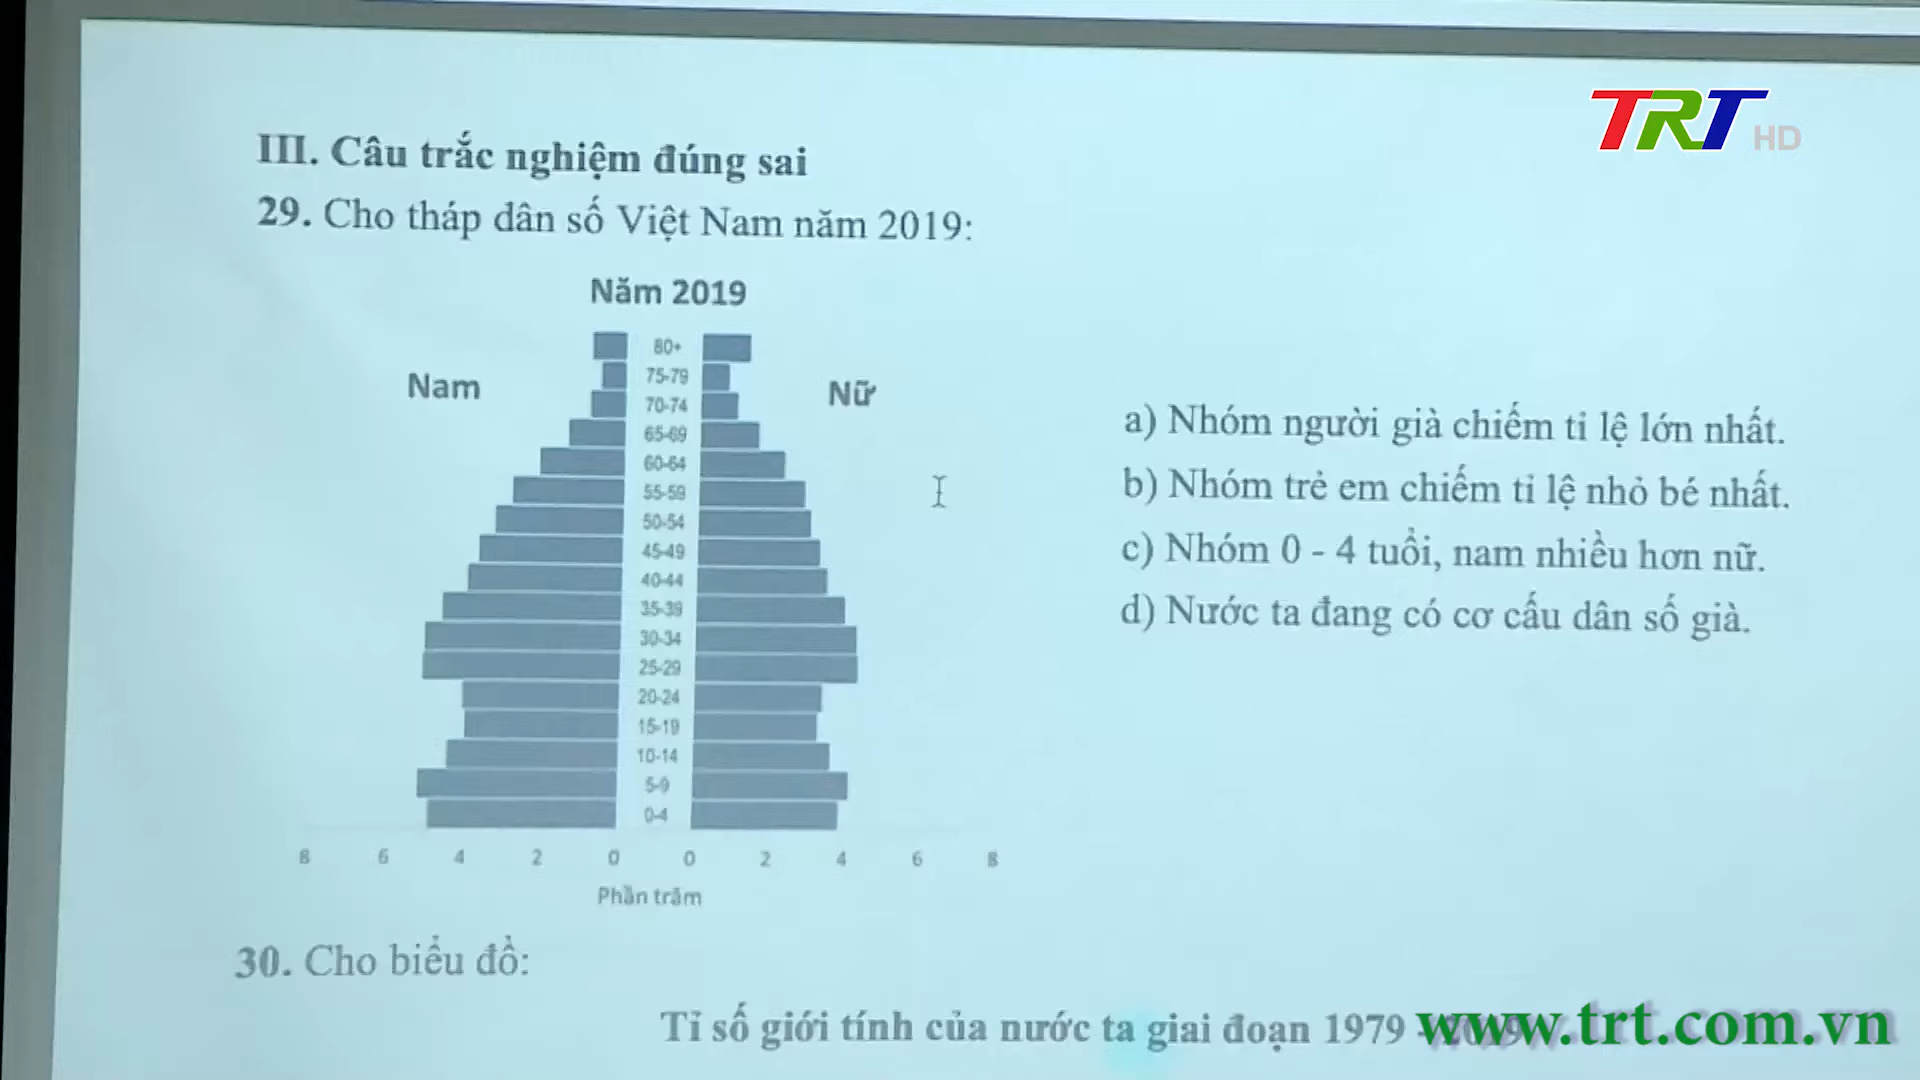 TRT HD
III. Câu trắc nghiệm đúng sai
29. Cho tháp dân số Việt Nam năm 2019:
Năm 2019
Nam
Nữ
80+
75-79
70-74
65-69
60-64
55-59
50-54
45-49
40-44
35-39
30-34
25-29
20-24
15-19
10-14
5-9
0-4
8 6 4 2 0 0 2 4 6 8
Phần trăm
a) Nhóm người già chiếm tỉ lệ lớn nhất.
b) Nhóm trẻ em chiếm tỉ lệ nhỏ bé nhất.
c) Nhóm 0 - 4 tuổi, nam nhiều hơn nữ.
d) Nước ta đang có cơ cấu dân số già.
30. Cho biểu đồ:
Tỉ số giới tính của nước ta giai đoạn 1979 - 2019
www.trt.com.vn